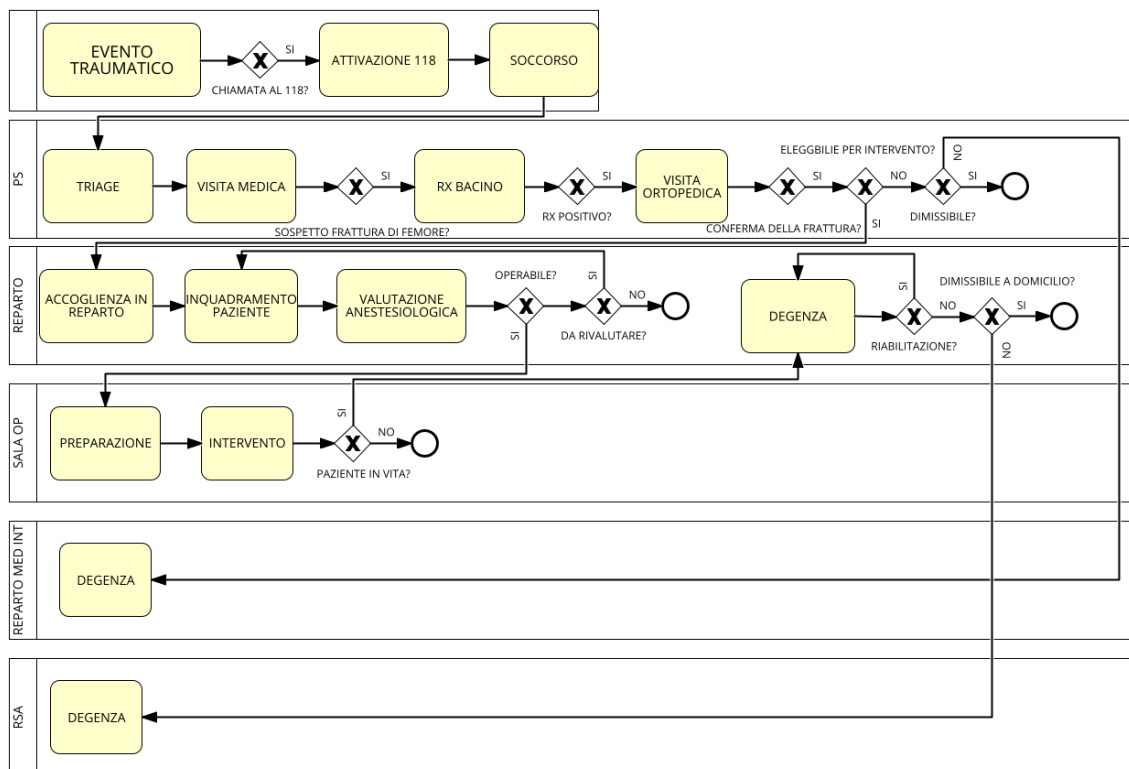 EVENTO
TRAUMATICO
SI
CHIAMATA AL 118?
ATTIVAZIONE 118
SOCCORSO
PS
TRIAGE
VISITA MEDICA
SI
SOSPETTO FRATTURA DI FEMORE?
RX BACINO
SI
RX POSITIVO?
VISITA
ORTOPEDICA
SI
CONFERMA DELLA FRATTURA?
ELEGGBILIE PER INTERVENTO?
NO
SI
NO
SI
DIMISSIBILE?
REPARTO
ACCOGLIENZA IN
REPARTO
INQUADRAMENTO
PAZIENTE
VALUTAZIONE
ANESTESIOLOGICA
OPERABILE?
SI
SI
NO
DA RIVALUTARE?
DEGENZA
SI
NO
RIABILITAZIONE?
DIMISSIBILE A DOMICILIO?
SI
NO
SALA OP
PREPARAZIONE
INTERVENTO
SI
NO
PAZIENTE IN VITA?
REPARTO MED INT
DEGENZA
RSA
DEGENZA